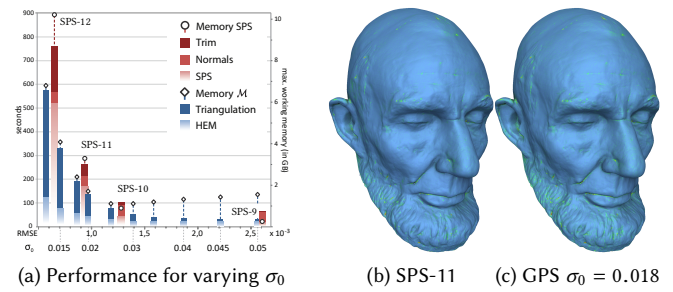 900
800
700
600
500
400
300
200
100
0
seconds
10
8
6
4
2
max. working memory (in GB)
SPS-12
SPS-11
SPS-10
SPS-9
Memory SPS
Trim
Normals
SPS
Memory M
Triangulation
HEM
RMSE 1,0 1,5 2 2,5 x 10⁻³
σ₀ 0.015 0.02 0.03 0.04 0.045 0.05
(a) Performance for varying σ₀
(b) SPS-11
(c) GPS σ₀ = 0.018